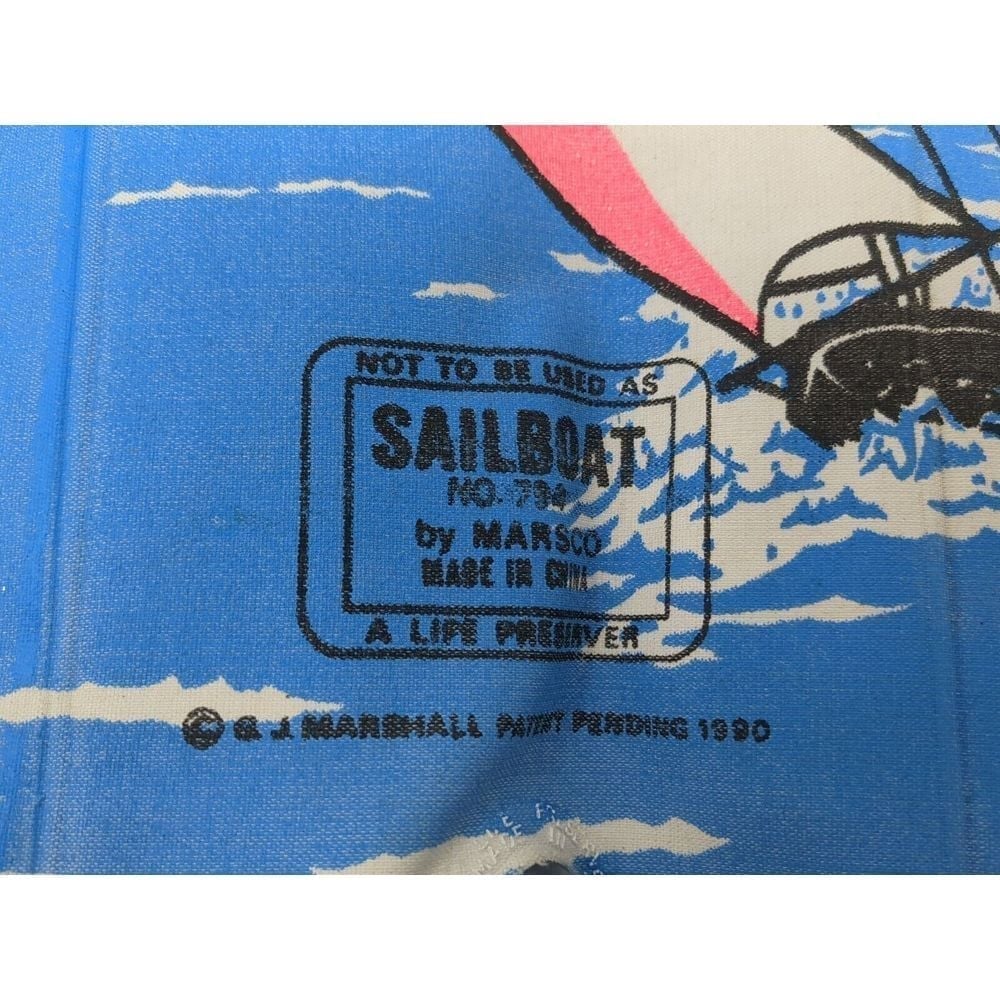 NOT TO BE USED AS
SAILBOAT
NO. 794
by MARSCO
MADE IN CHINA
A LIFE PRESERVER
© G. J. MARSHALL PATENT PENDING 1990